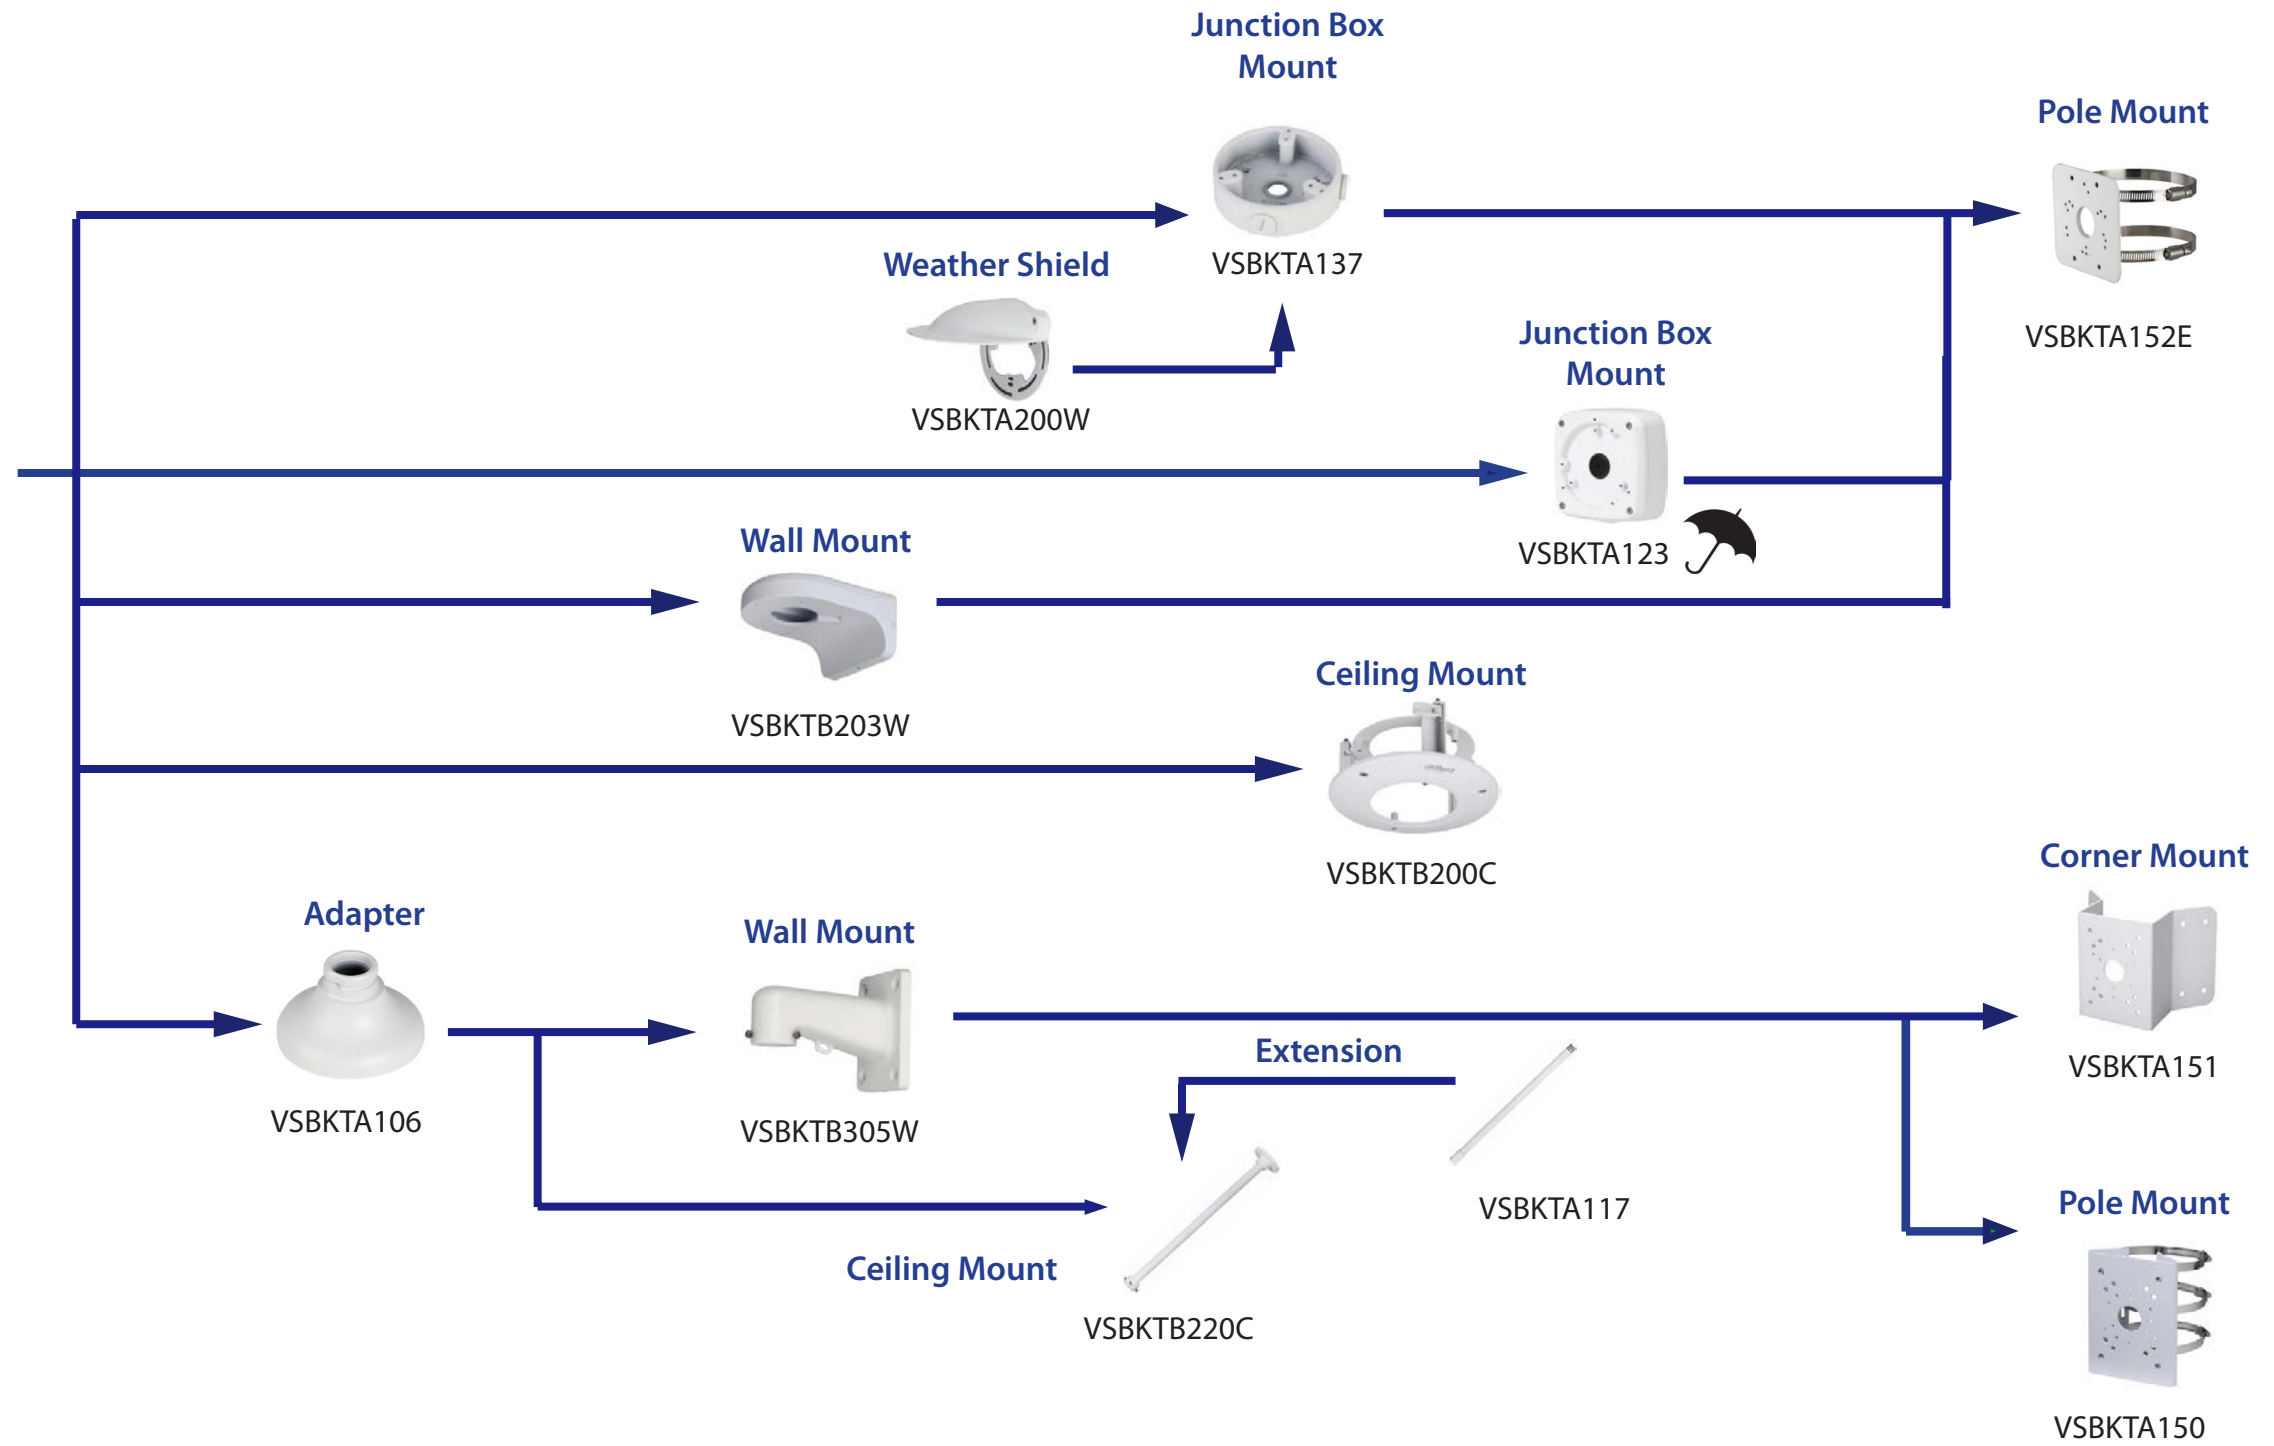 Junction Box
Mount
Pole Mount
VSBKTA137
Weather Shield
VSBKTA152E
Junction Box
Mount
VSBKTA200W
Wall Mount
VSBKTA123
Ceiling Mount
VSBKTB203W
Corner Mount
VSBKTB200C
Adapter
Wall Mount
Extension
VSBKTA151
VSBKTA106
VSBKTB305W
Pole Mount
VSBKTA117
Ceiling Mount
VSBKTB220C
VSBKTA150